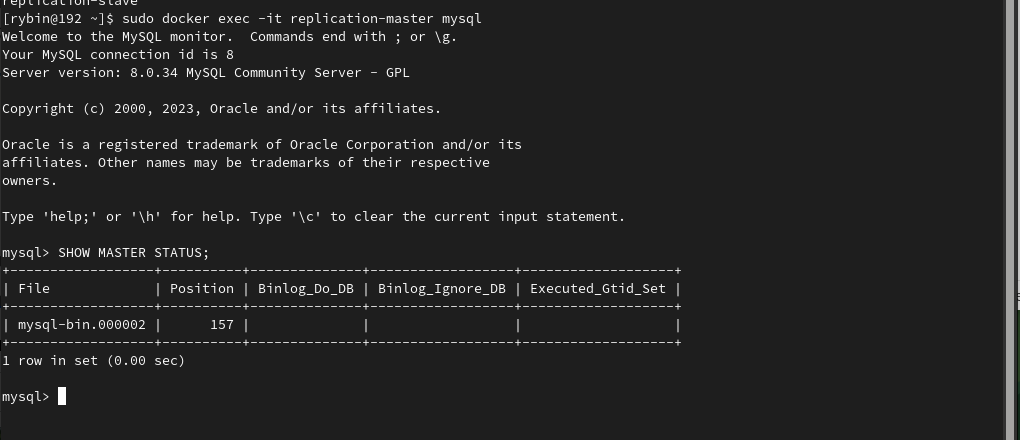 replication-slave
[rybin@192 ~]$ sudo docker exec -it replication-master mysql
Welcome to the MySQL monitor.  Commands end with ; or \g.
Your MySQL connection id is 8
Server version: 8.0.34 MySQL Community Server - GPL
Copyright (c) 2000, 2023, Oracle and/or its affiliates.
Oracle is a registered trademark of Oracle Corporation and/or its
affiliates. Other names may be trademarks of their respective
owners.
Type 'help;' or '\h' for help. Type '\c' to clear the current input statement.
mysql> SHOW MASTER STATUS;
+------------------+----------+--------------+------------------+-------------------+
| File             | Position | Binlog_Do_DB | Binlog_Ignore_DB | Executed_Gtid_Set |
+------------------+----------+--------------+------------------+-------------------+
| mysql-bin.000002 |      157 |              |                  |                   |
+------------------+----------+--------------+------------------+-------------------+
1 row in set (0.00 sec)
mysql>